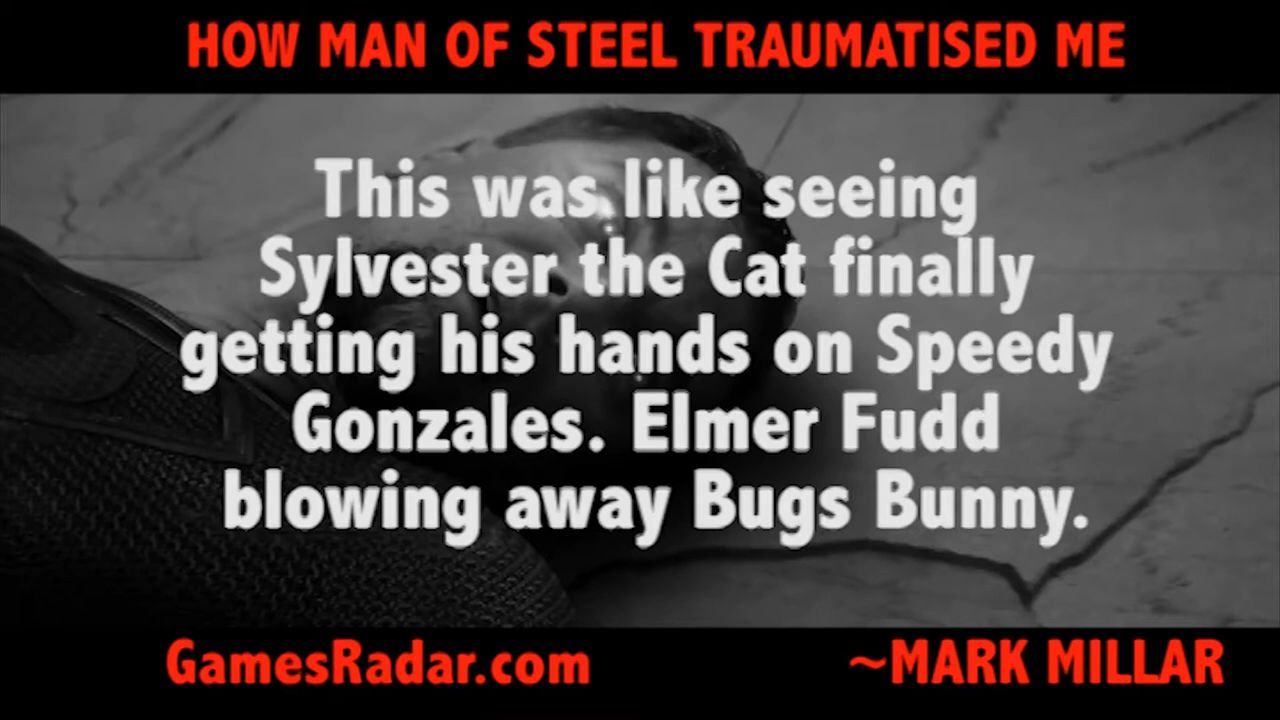 HOW MAN OF STEEL TRAUMATISED ME
This was like seeing
Sylvester the Cat finally
getting his hands on Speedy
Gonzales. Elmer Fudd
blowing away Bugs Bunny.
GamesRadar.com
~MARK MILLAR